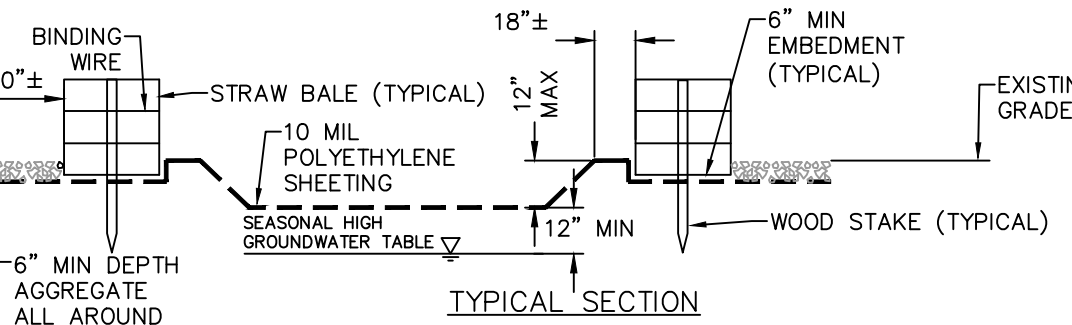 BINDING
WIRE
0"±
STRAW BALE (TYPICAL)
10 MIL
POLYETHYLENE
SHEETING
18"±
12"
MAX
6" MIN
EMBEDMENT
(TYPICAL)
EXISTIN
GRADE
SEASONAL HIGH
GROUNDWATER TABLE
12" MIN
WOOD STAKE (TYPICAL)
6" MIN DEPTH
AGGREGATE
ALL AROUND
TYPICAL SECTION